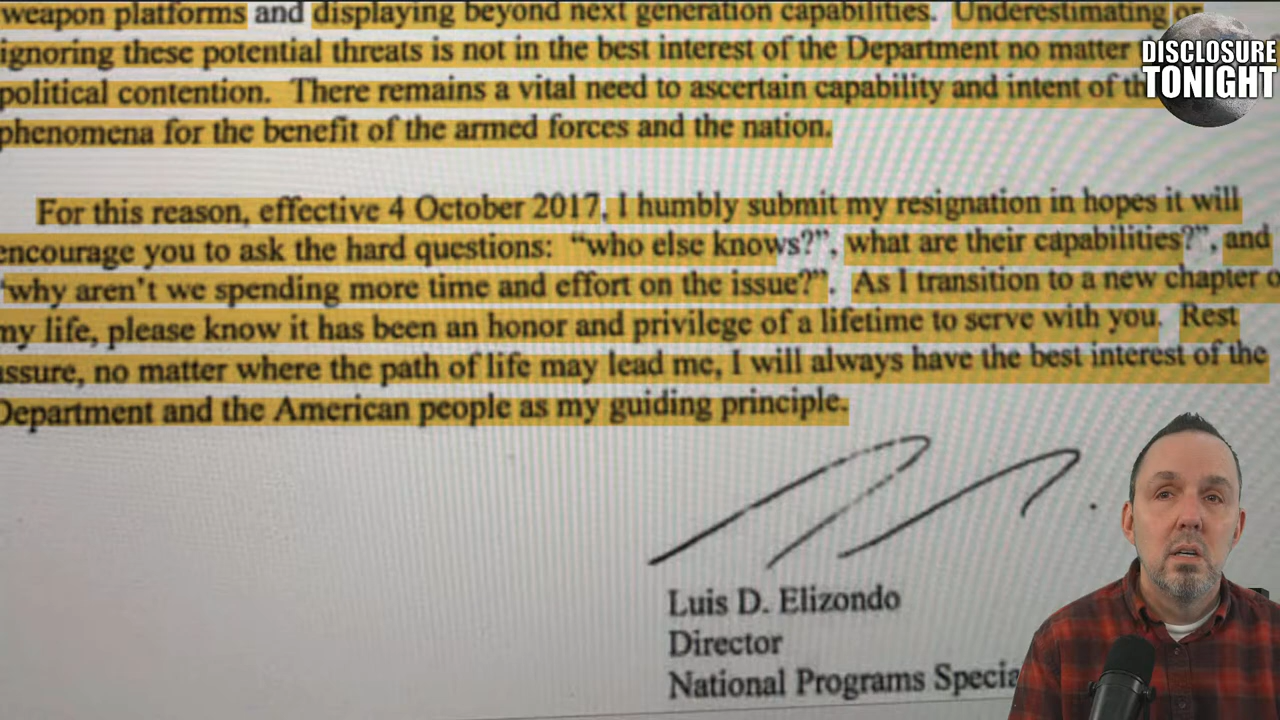 weapon platforms and displaying beyond next generation capabilities. Underestimating or
ignoring these potential threats is not in the best interest of the Department no matter
political contention. There remains a vital need to ascertain capability and intent of
phenomena for the benefit of the armed forces and the nation.
For this reason, effective 4 October 2017, I humbly submit my resignation in hopes it will
encourage you to ask the hard questions: “who else knows?”, what are their capabilities?”, and
“why aren’t we spending more time and effort on the issue?”. As I transition to a new chapter
my life, please know it has been an honor and privilege of a lifetime to serve with you. Rest
assure, no matter where the path of life may lead me, I will always have the best interest of the
Department and the American people as my guiding principle.
Luis D. Elizondo
Director
National Programs Specia
DISCLOSURE
TONIGHT